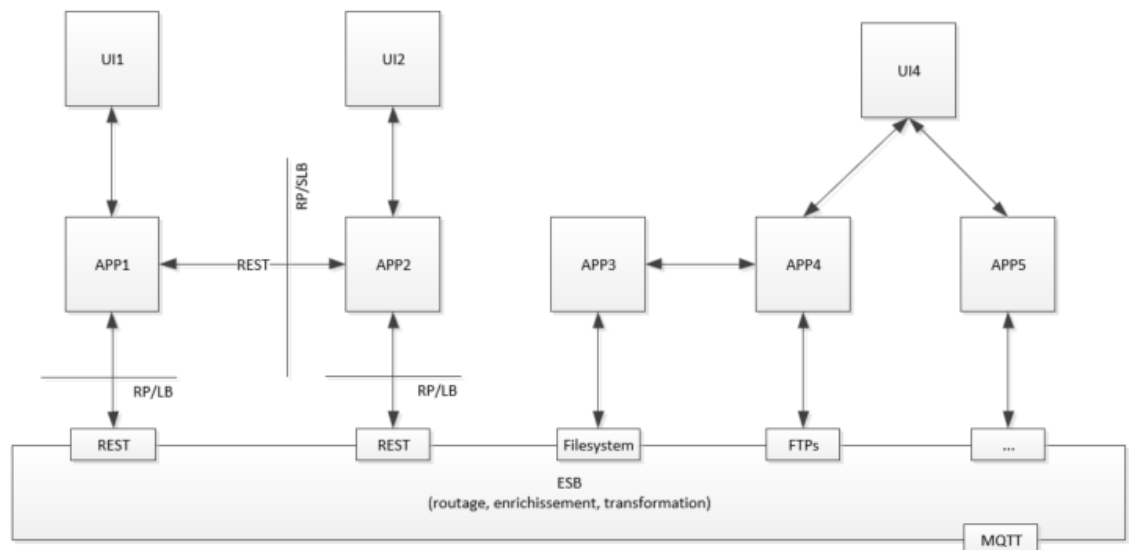 UI1
UI2
UI4
RP/SLB
APP1
REST
APP2
APP3
APP4
APP5
RP/LB
RP/LB
REST
REST
Filesystem
FTPs
...
ESB
(routage, enrichissement, transformation)
MQTT